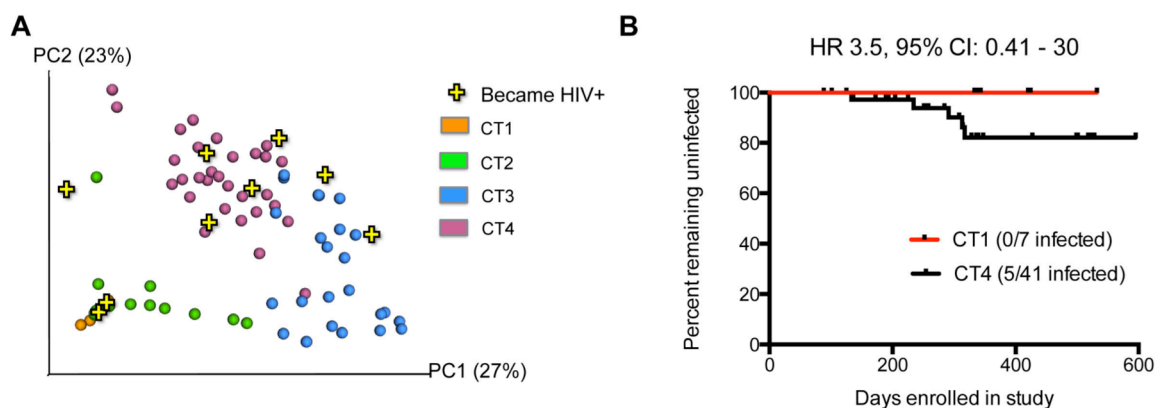 A
PC2 (23%)
Became HIV+
CT1
CT2
CT3
CT4
PC1 (27%)
B
HR 3.5, 95% CI: 0.41 - 30
Percent remaining uninfected
100
80
60
40
20
0
CT1 (0/7 infected)
CT4 (5/41 infected)
0
200
400
600
Days enrolled in study